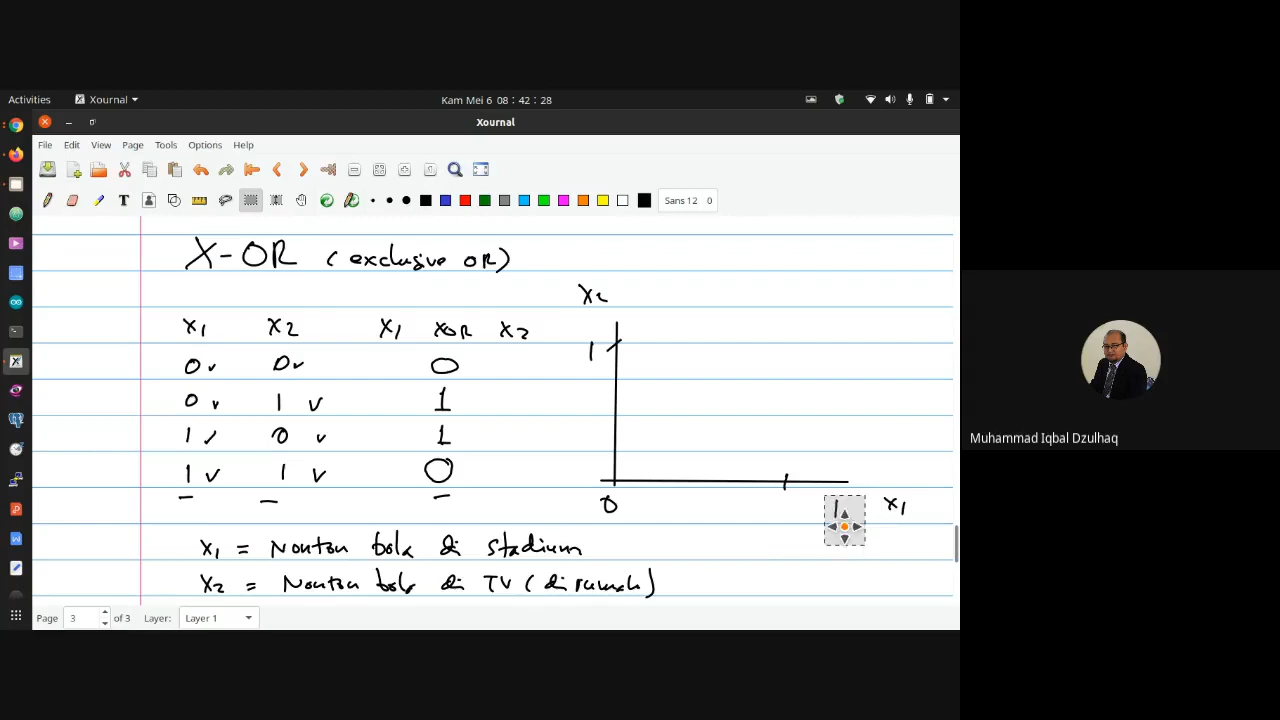 Activities Xournal Kam Mei 6 08:42:28
Xournal
File Edit View Page Tools Options Help
T Sans 12 0
X-OR (exclusive OR)
X2
X1 X2 X1 XOR X2
1
0 v 0 v 0
0 v 1 v 1
1 v 0 v 1
1 v 1 v 0
0 1 X1
X1 = Nonton bola di stadium
X2 = Nonton bola di TV (di rumah)
Page 3 of 3 Layer: Layer 1
Muhammad Iqbal Dzulhaq